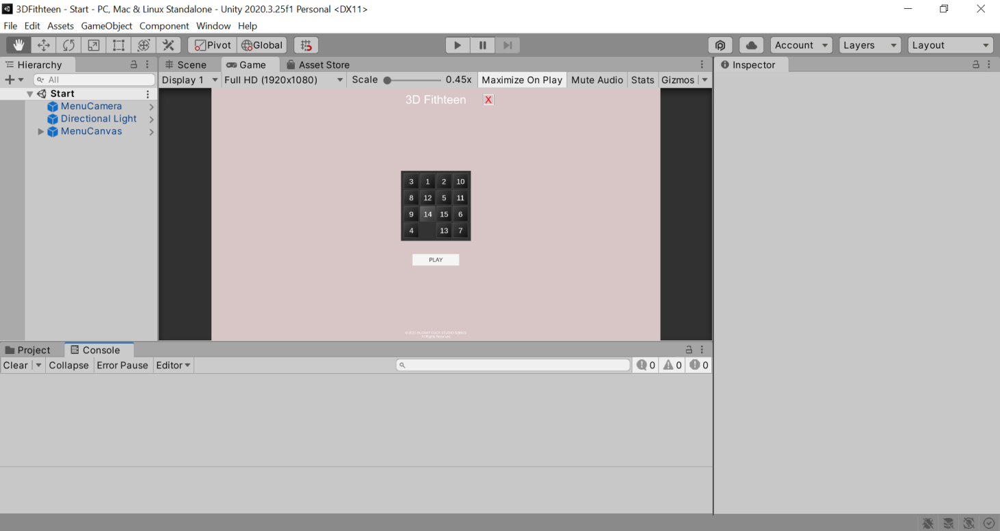 3DFithteen - Start - PC, Mac & Linux Standalone - Unity 2020.3.25f1 Personal <DX11>
File Edit Assets GameObject Component Window Help
Pivot Global Account Layers Layout
Hierarchy
All
Start
MenuCamera
Directional Light
MenuCanvas
Scene Game Asset Store
Display 1 Full HD (1920x1080) Scale 0.45x Maximize On Play Mute Audio Stats Gizmos
3D Fithteen X
3 1 2 10
8 12 5 11
9 14 15 6
4 13 7
PLAY
All Rights Reserved
Inspector
Project Console
Clear Collapse Error Pause Editor 0 0 0